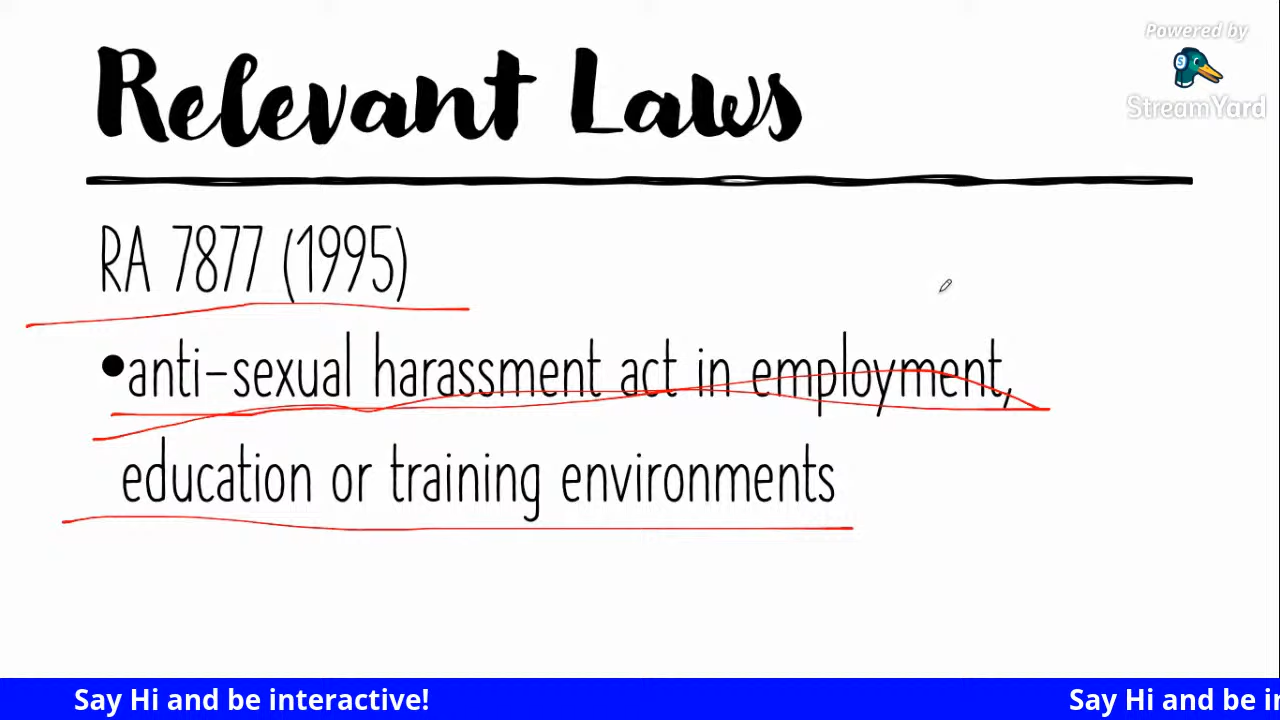 Powered by
StreamYard
Relevant Laws
RA 7877 (1995)
•anti-sexual harassment act in employment,
education or training environments
Say Hi and be interactive!
Say Hi and be in